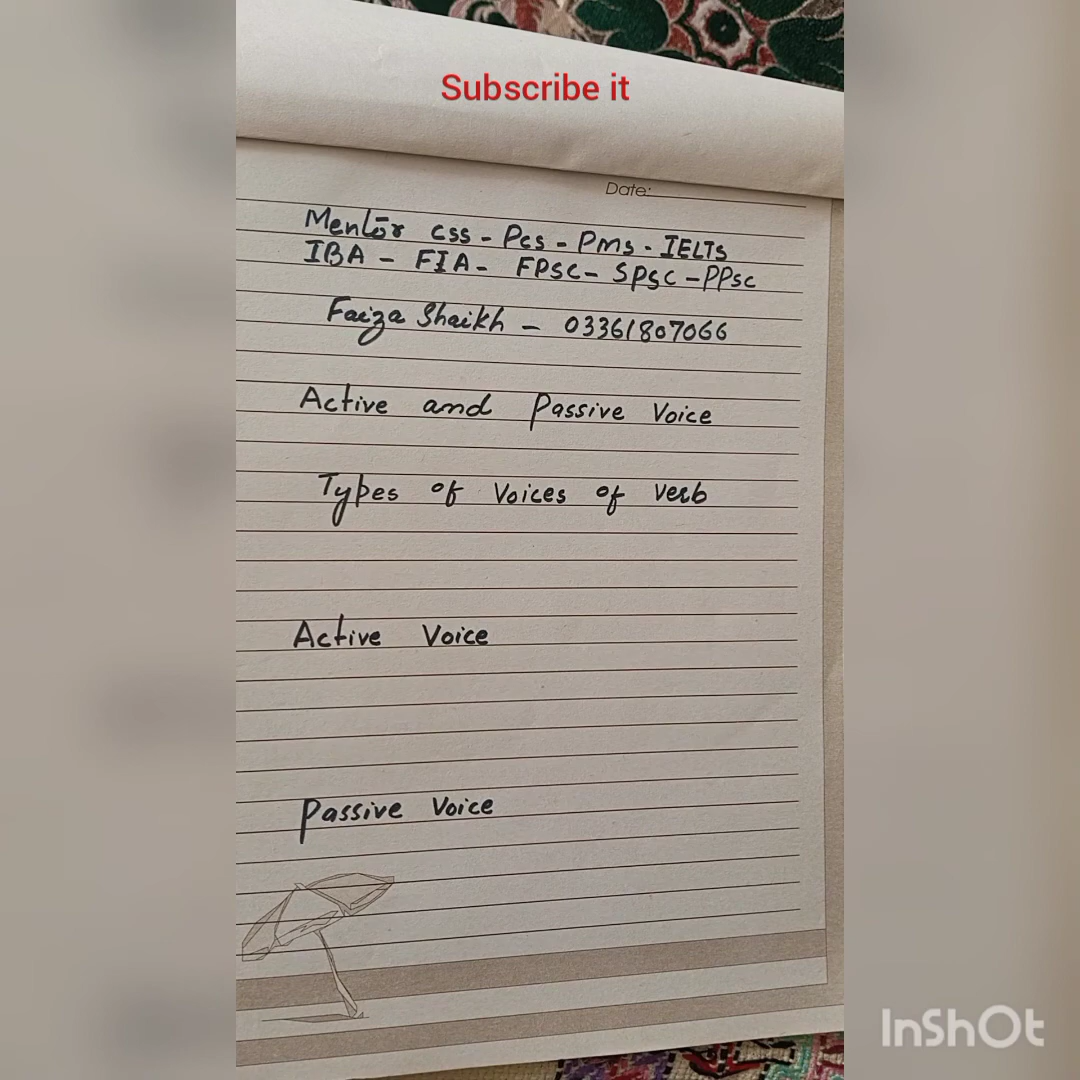 Subscribe it
Date:
Mentor css - Pcs - Pms - IELTS
IBA - FIA - FPSC - SPSC - PPsc
Faiza Shaikh - 03361807066
Active and Passive Voice
Types of Voices of verb
Active Voice
Passive Voice
InShOt